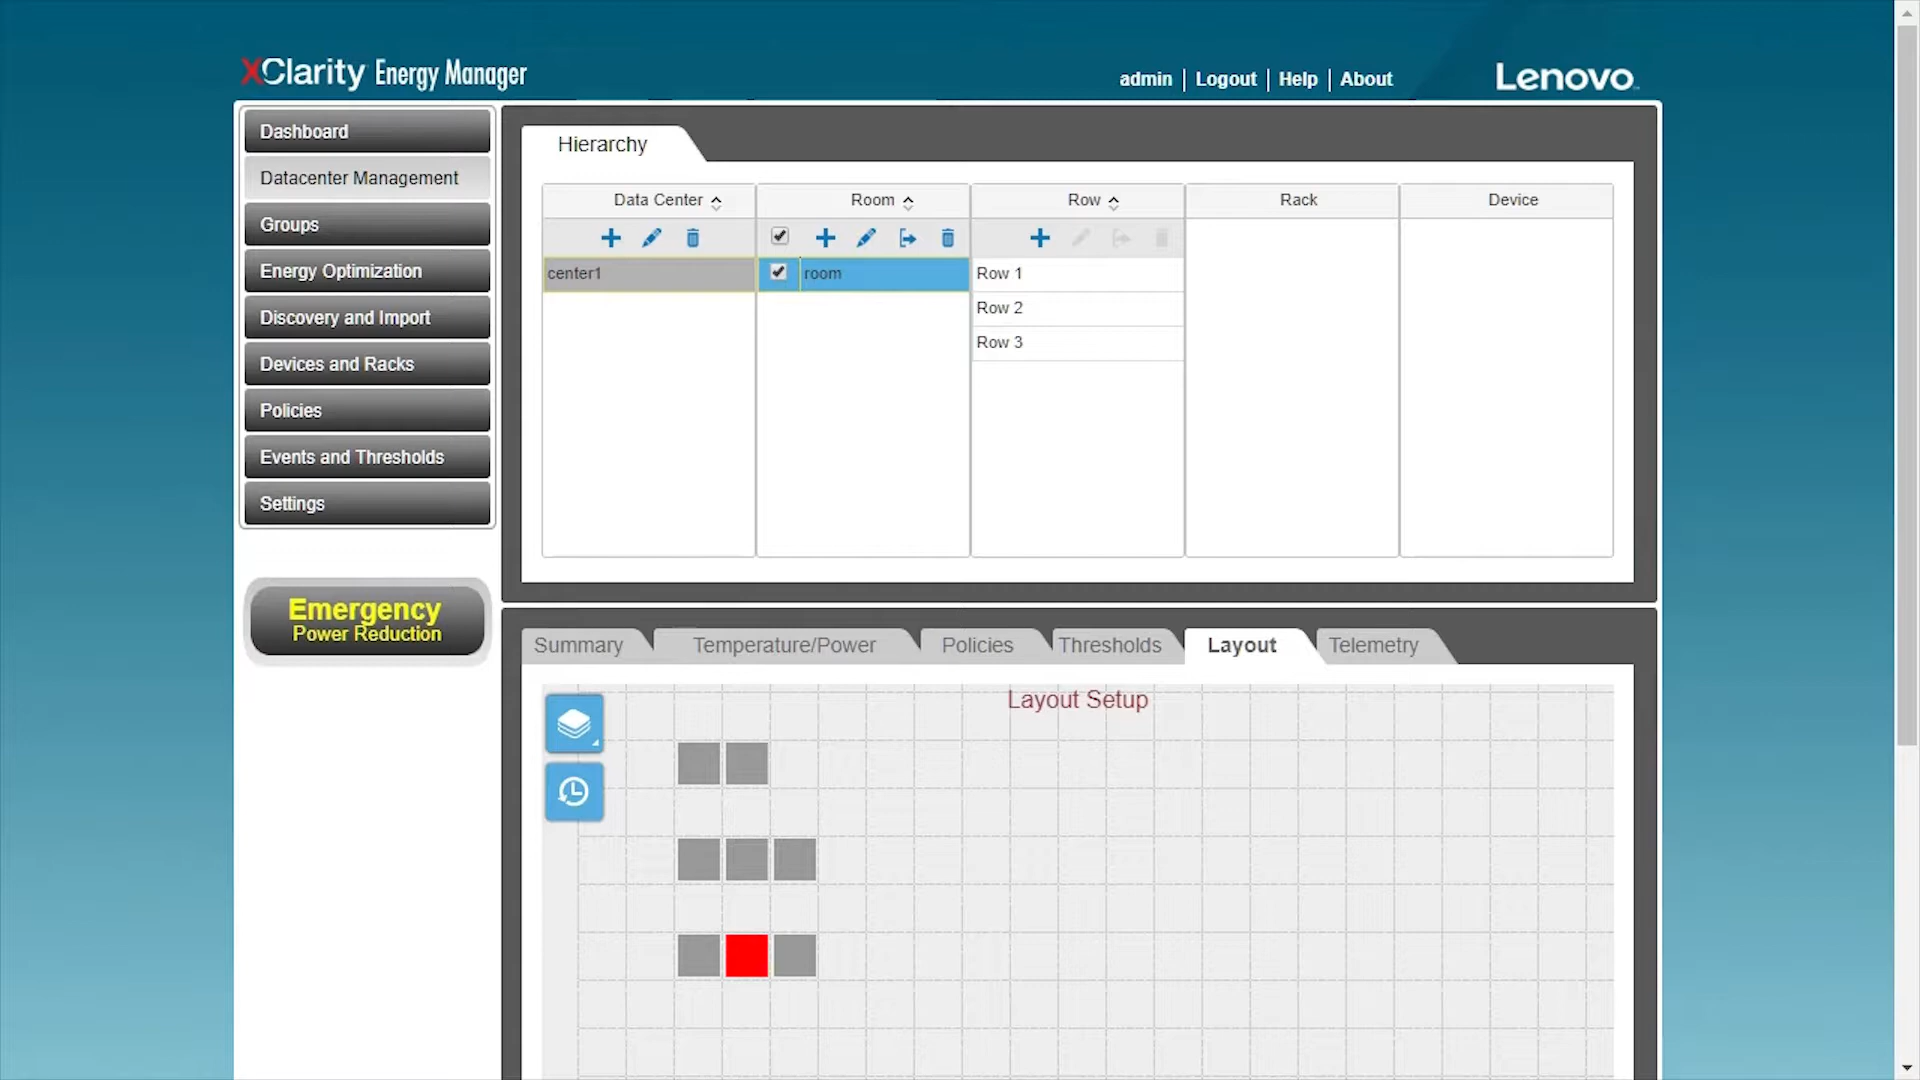 XClarity Energy Manager
admin | Logout | Help | About
Lenovo
Dashboard
Datacenter Management
Groups
Energy Optimization
Discovery and Import
Devices and Racks
Policies
Events and Thresholds
Settings
Emergency
Power Reduction
Hierarchy
Data Center Room Row Rack Device
center1 room Row 1
Row 2
Row 3
Summary Temperature/Power Policies Thresholds Layout Telemetry
Layout Setup